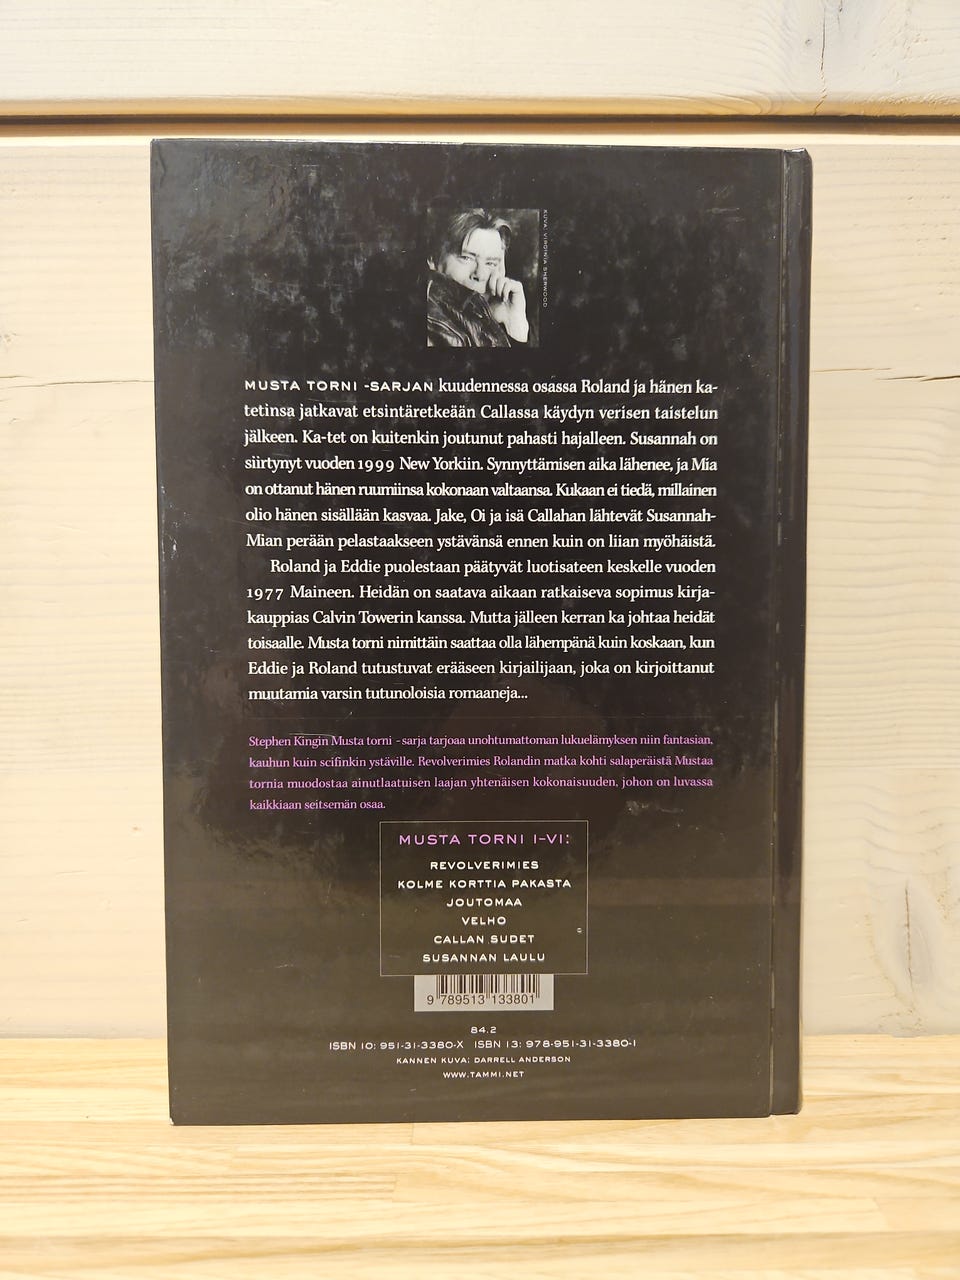 KUVA: VIRGINIA SHERWOOD
MUSTA TORNI -SARJAN kuudennessa osassa Roland ja hänen ka-
tetinsa jatkavat etsintäretkeään Callassa käydyn verisen taistelun
jälkeen. Ka-tet on kuitenkin joutunut pahasti hajalleen. Susannah on
siirtynyt vuoden 1999 New Yorkiin. Synnyttämisen aika lähenee, ja Mia
on ottanut hänen ruumiinsa kokonaan valtaansa. Kukaan ei tiedä, millainen
olio hänen sisällään kasvaa. Jake, Oi ja isä Callahan lähtevät Susannah-
Mian perään pelastaakseen ystävänsä ennen kuin on liian myöhäistä.
Roland ja Eddie puolestaan päätyvät luotisateen keskelle vuoden
1977 Maineen. Heidän on saatava aikaan ratkaiseva sopimus kirja-
kauppias Calvin Towerin kanssa. Mutta jälleen kerran ka johtaa heidät
toisaalle. Musta torni nimittäin saattaa olla lähempänä kuin koskaan, kun
Eddie ja Roland tutustuvat erääseen kirjailijaan, joka on kirjoittanut
muutamia varsin tutunoloisia romaaneja...
Stephen Kingin Musta torni -sarja tarjoaa unohtumattoman lukuelämyksen niin fantasian,
kauhun kuin scifinkin ystäville. Revolverimies Rolandin matka kohti salaperäistä Mustaa
tornia muodostaa ainutlaatuisen laajan yhtenäisen kokonaisuuden, johon on luvassa
kaikkiaan seitsemän osaa.
MUSTA TORNI I-VI:
REVOLVERIMIES
KOLME KORTTIA PAKASTA
JOUTOMAA
VELHO
CALLAN SUDET
SUSANNAN LAULU
9 789513 133801
84.2
ISBN 10: 951-31-3380-X ISBN 13: 978-951-31-3380-1
KANNEN KUVA: DARRELL ANDERSON
WWW.TAMMI.NET